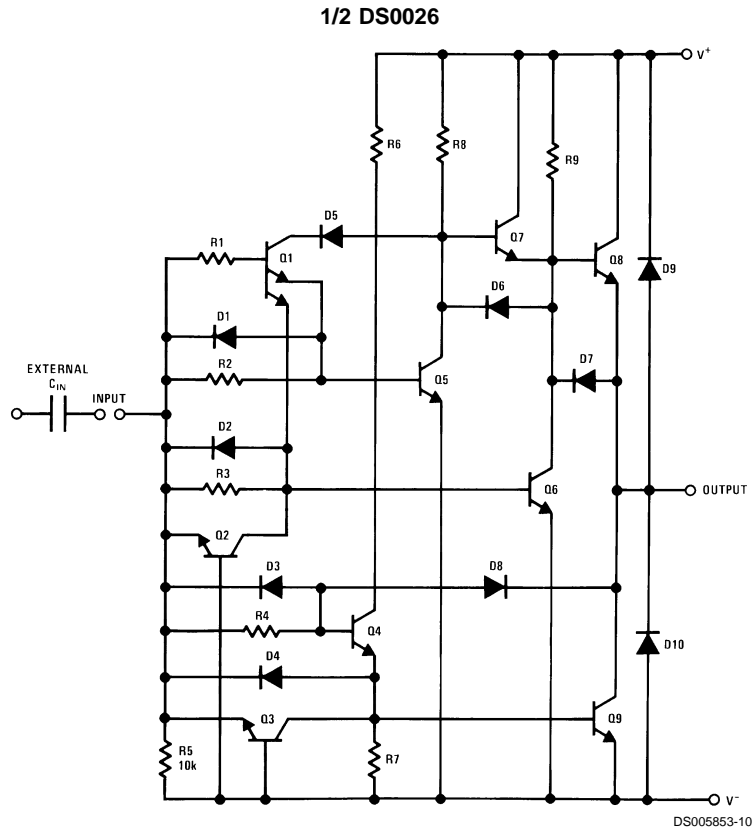 1/2 DS0026
V+
R6
R8
R9
D5
R1
Q1
Q7
Q8
D9
D6
D1
EXTERNAL
CIN
INPUT
R2
Q5
D7
D2
R3
Q6
OUTPUT
Q2
D3
D8
R4
Q4
D10
D4
Q3
Q9
R5
10k
R7
V−
DS005853-10